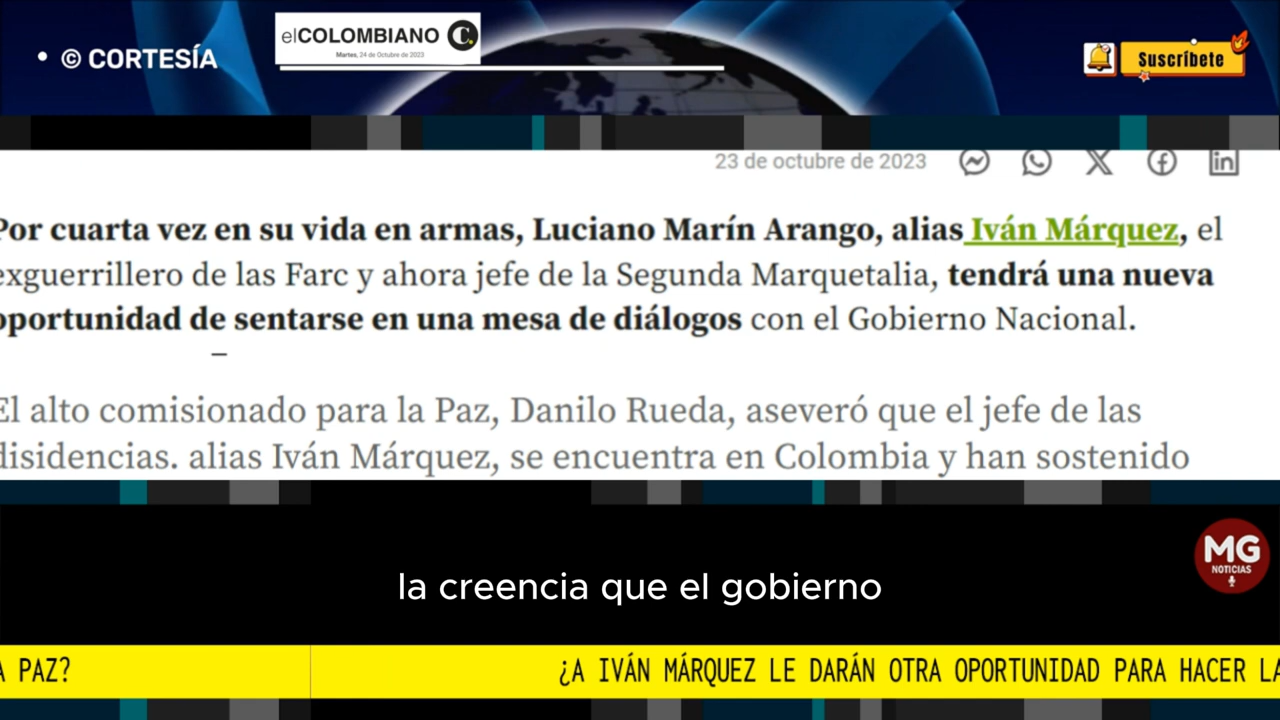 • © CORTESÍA
elCOLOMBIANO C.
Martes, 24 de Octubre de 2023
Suscríbete
23 de octubre de 2023
Por cuarta vez en su vida en armas, Luciano Marín Arango, alias Iván Márquez, el
exguerrillero de las Farc y ahora jefe de la Segunda Marquetalia, tendrá una nueva
oportunidad de sentarse en una mesa de diálogos con el Gobierno Nacional.
El alto comisionado para la Paz, Danilo Rueda, aseveró que el jefe de las
disidencias. alias Iván Márquez, se encuentra en Colombia y han sostenido
la creencia que el gobierno
MG
NOTICIAS
A PAZ? ¿A IVÁN MÁRQUEZ LE DARÁN OTRA OPORTUNIDAD PARA HACER LA